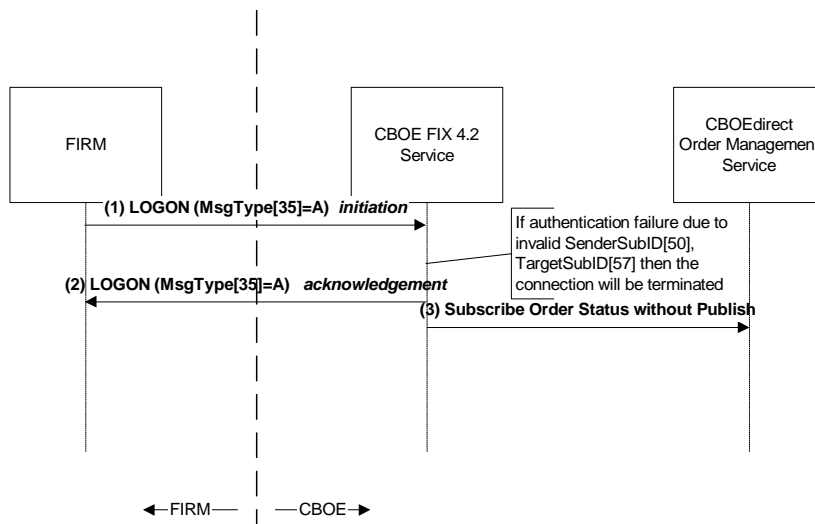 FIRM
CBOE FIX 4.2
Service
CBOEdirect
Order Management
Service
(1) LOGON (MsgType[35]=A) initiation
If authentication failure due to
invalid SenderSubID[50],
TargetSubID[57] then the
connection will be terminated
(2) LOGON (MsgType[35]=A) acknowledgement
(3) Subscribe Order Status without Publish
FIRM
CBOE